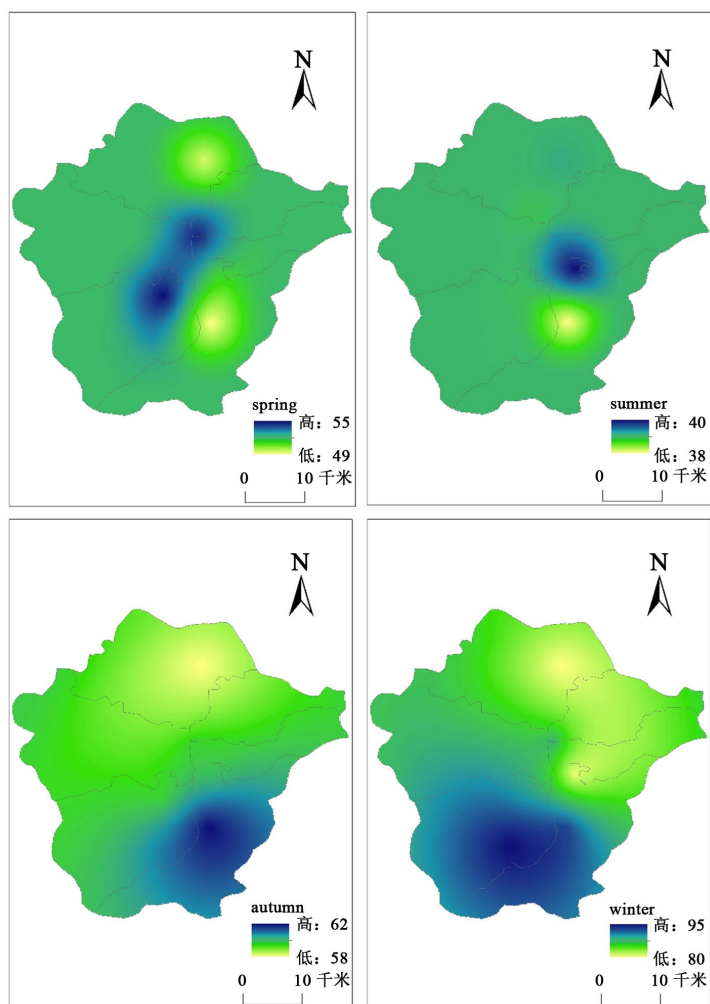 N
spring
高：55
低：49
0 10 千米
N
summer
高：40
低：38
0 10 千米
N
autumn
高：62
低：58
0 10 千米
N
winter
高：95
低：80
0 10 千米